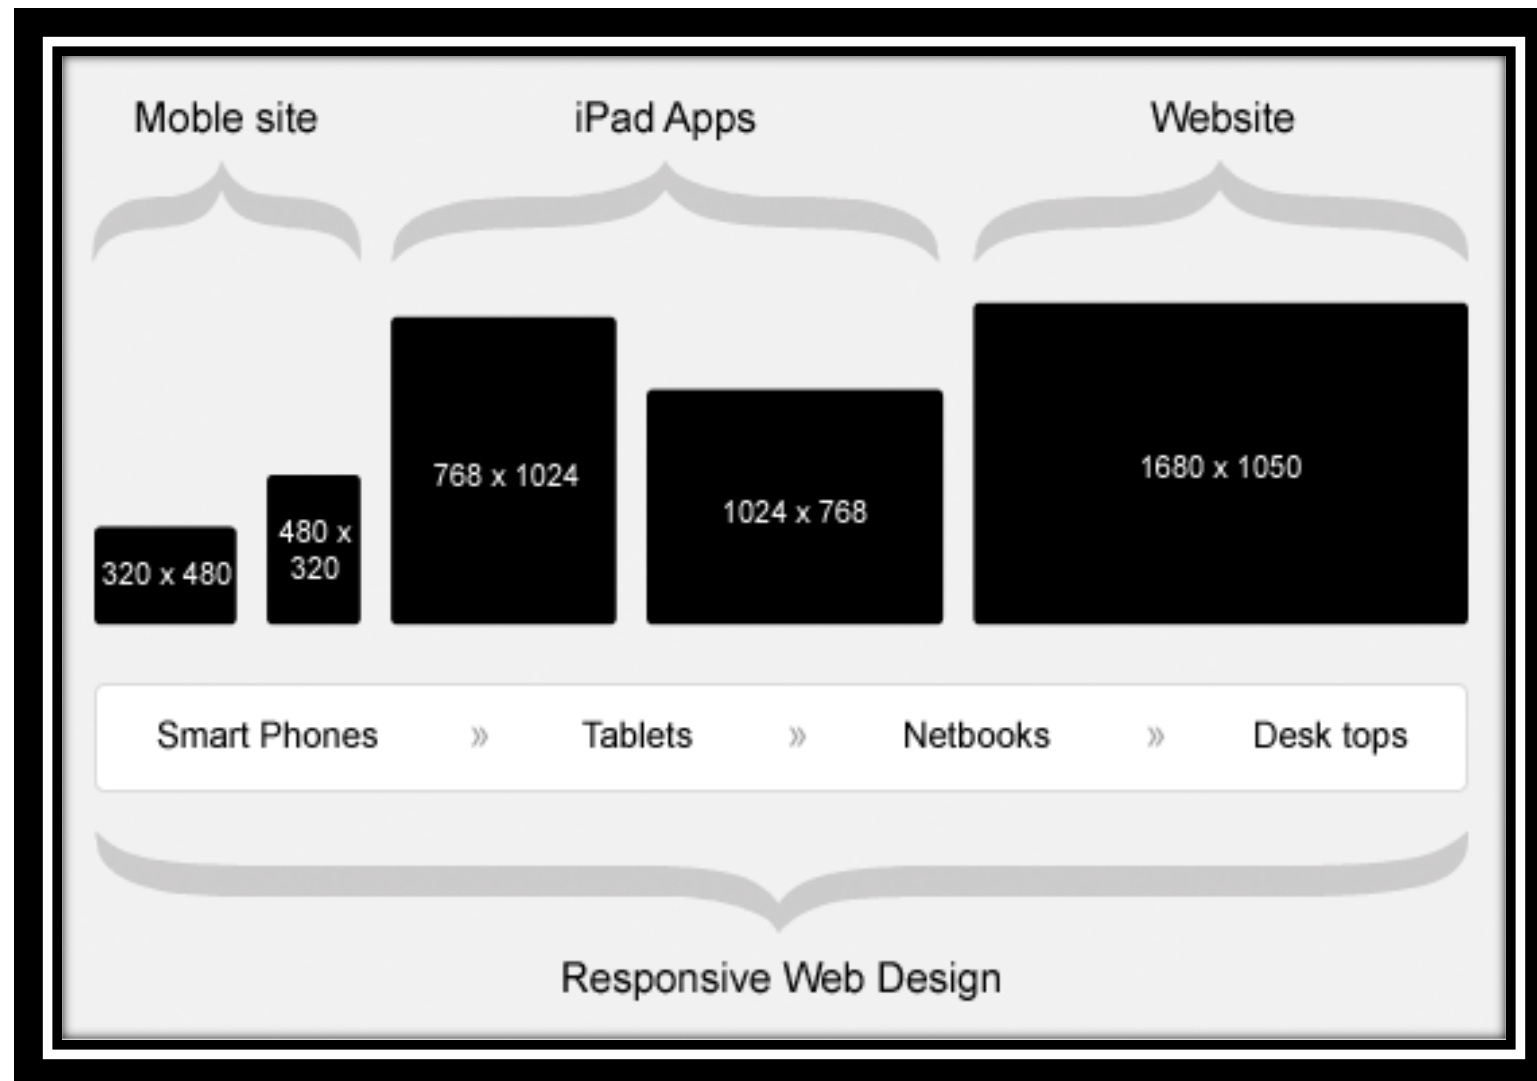 Moble site
iPad Apps
Website
320 x 480
480 x
320
768 x 1024
1024 x 768
1680 x 1050
Smart Phones » Tablets » Netbooks » Desk tops
Responsive Web Design